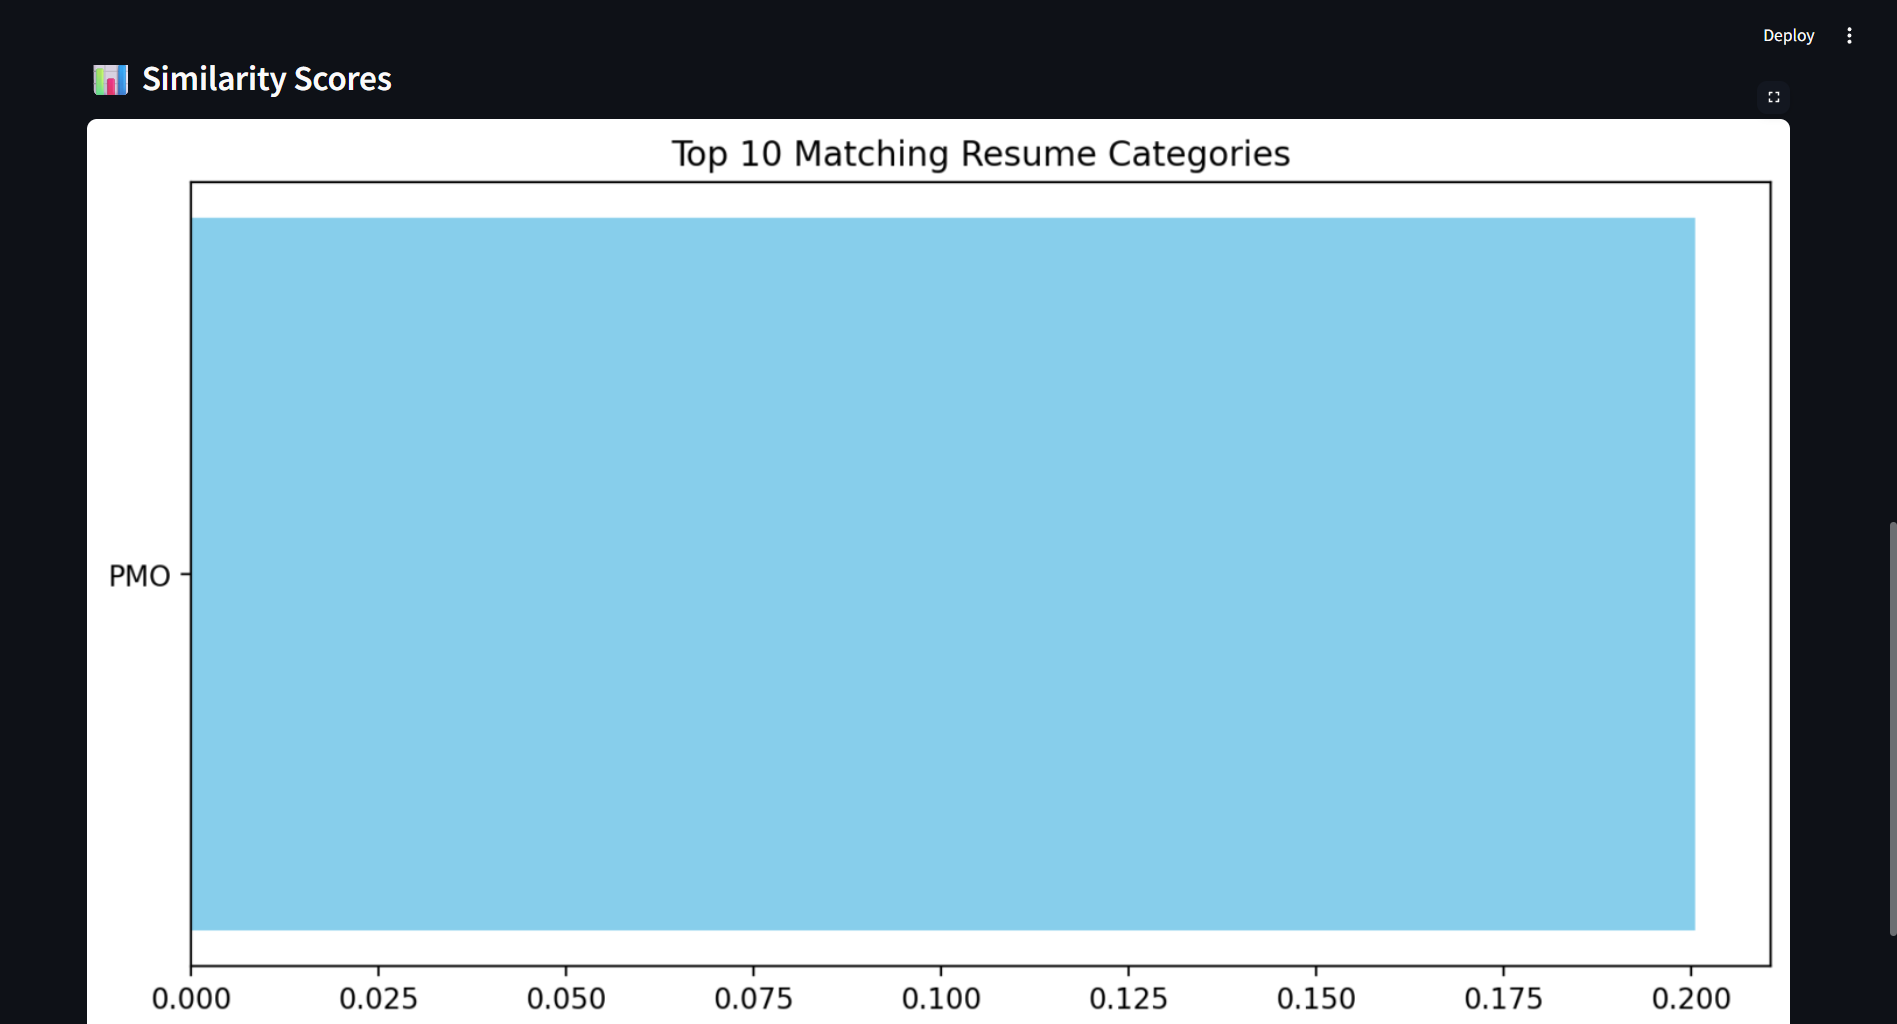 Deploy
Similarity Scores
Top 10 Matching Resume Categories
PMO
0.000 0.025 0.050 0.075 0.100 0.125 0.150 0.175 0.200